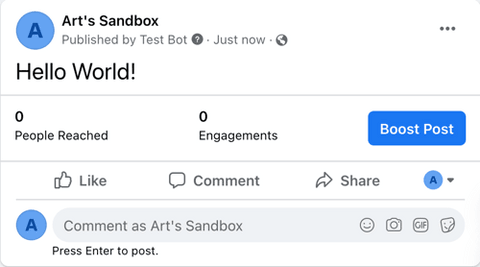 A
Art's Sandbox
Published by Test Bot ? · Just now ·
Hello World!
0
People Reached
0
Engagements
Boost Post
Like
Comment
Share
A
A
Comment as Art's Sandbox
GIF
Press Enter to post.